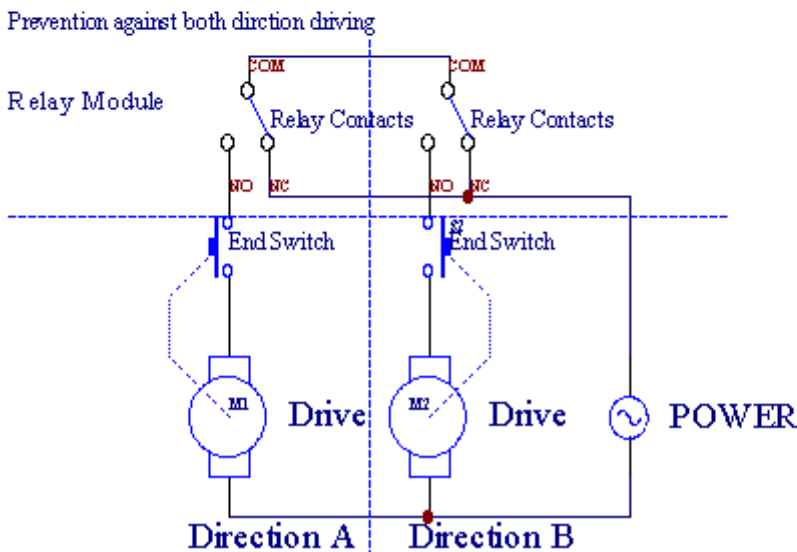 Prevention against both dirction driving
COM
COM
Relay Module
Relay Contacts
Relay Contacts
NO
NC
NO
NC
End Switch
S2
End Switch
M1
Drive
M2
Drive
POWER
Direction A
Direction B